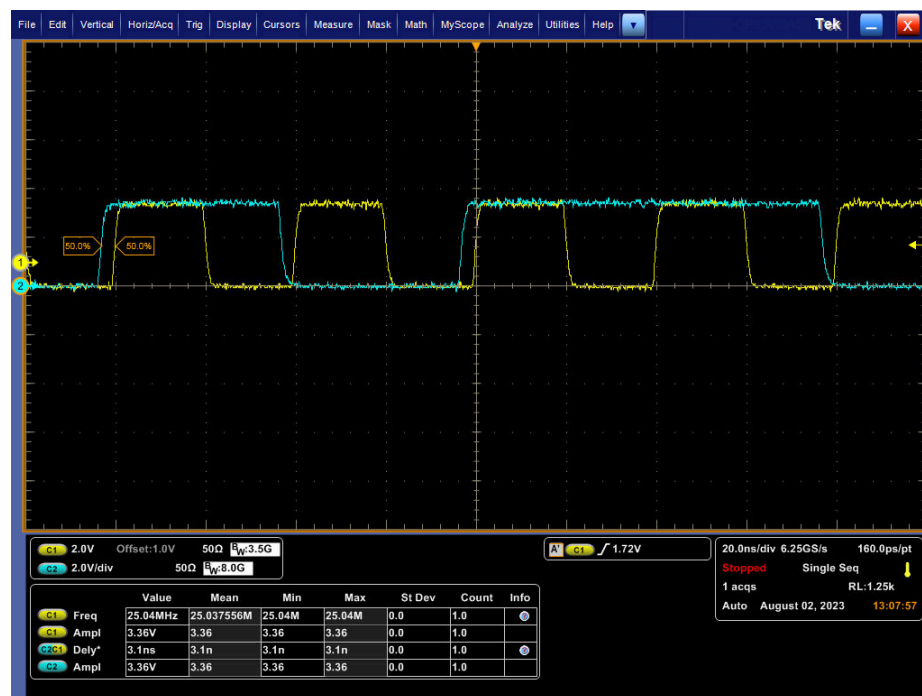 File Edit Vertical Horiz/Acq Trig Display Cursors Measure Mask Math MyScope Analyze Utilities Help Tek X
50.0% 50.0%
1
2
C1 2.0V Offset:1.0V 50Ω BW:3.5G
C2 2.0V/div 50Ω BW:8.0G
A' C1 1.72V
20.0ns/div 6.25GS/s 160.0ps/pt
Stopped Single Seq
1 acqs RL:1.25k
Auto August 02, 2023 13:07:57
Value Mean Min Max St Dev Count Info
C1 Freq 25.04MHz 25.037556M 25.04M 25.04M 0.0 1.0
C1 Ampl 3.36V 3.36 3.36 3.36 0.0 1.0
C2C1 Dely* 3.1ns 3.1n 3.1n 3.1n 0.0 1.0
C2 Ampl 3.36V 3.36 3.36 3.36 0.0 1.0